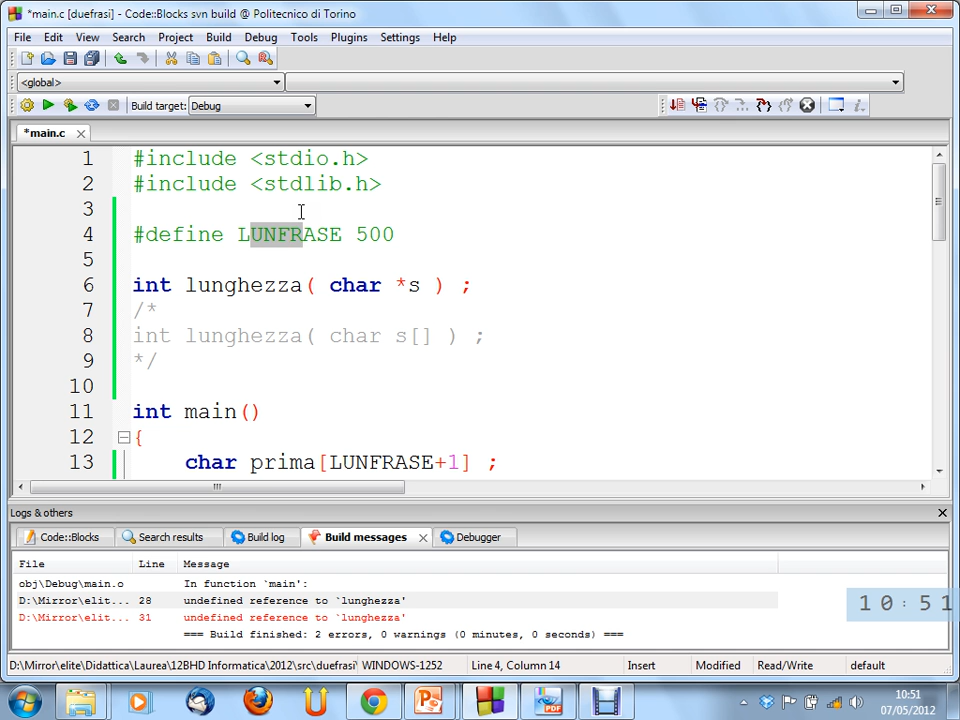 *main.c [duefrasi] - Code::Blocks svn build @ Politecnico di Torino
File Edit View Search Project Build Debug Tools Plugins Settings Help
<global>
Build target: Debug
*main.c
1 #include <stdio.h>
2 #include <stdlib.h>
3
4 #define LUNFRASE 500
5
6 int lunghezza( char *s ) ;
7 /*
8 int lunghezza( char s[] ) ;
9 */
10
11 int main()
12 {
13 char prima[LUNFRASE+1] ;
Logs & others
Code::Blocks Search results Build log Build messages Debugger
File Line Message
obj\Debug\main.o In function `main':
D:\Mirror\elit... 28 undefined reference to `lunghezza'
D:\Mirror\elit... 31 undefined reference to `lunghezza'
=== Build finished: 2 errors, 0 warnings (0 minutes, 0 seconds) ===
10:51
D:\Mirror\elite\Didattica\Laurea\12BHD Informatica\2012\src\duefrasi\ WINDOWS-1252 Line 4, Column 14 Insert Modified Read/Write default
10:51
07/05/2012